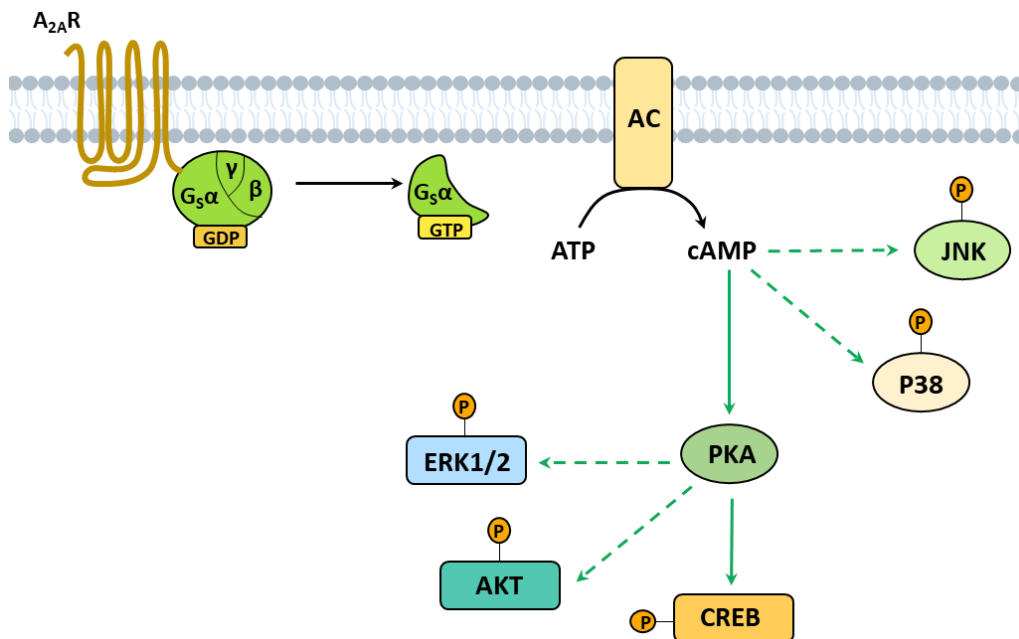 A2AR
AC
γ
GSα
β
GSα
GDP
GTP
ATP
cAMP
P
JNK
P
P38
P
ERK1/2
PKA
P
AKT
P
CREB